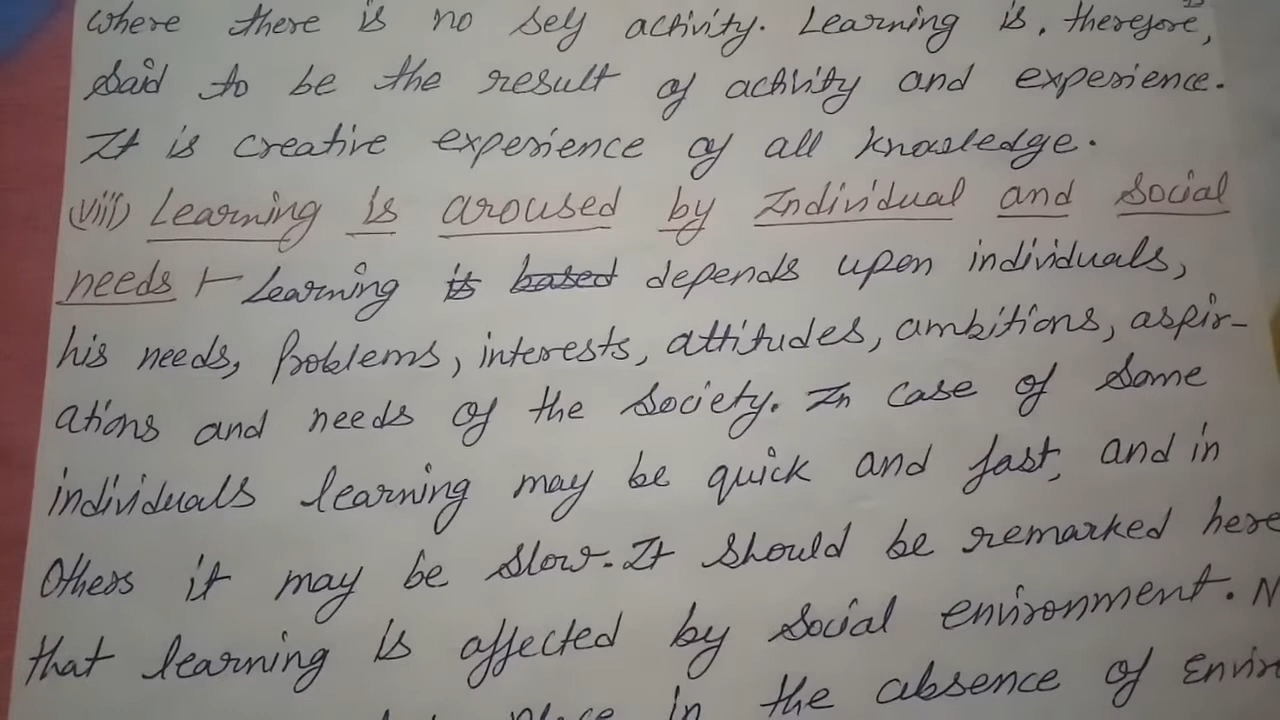 where there is no self activity. Learning is, therefore,
said to be the result of activity and experience.
It is creative experience of all knowledge.
(viii) Learning is aroused by Individual and Social
needs :- Learning is based depends upon individuals,
his needs, Problems, interests, attitudes, ambitions, aspir-
ations and needs of the society. In case of some
individuals learning may be quick and fast, and in
Others it may be slow. It should be remarked here
that learning is affected by social environment. N
place in the absence of Envir